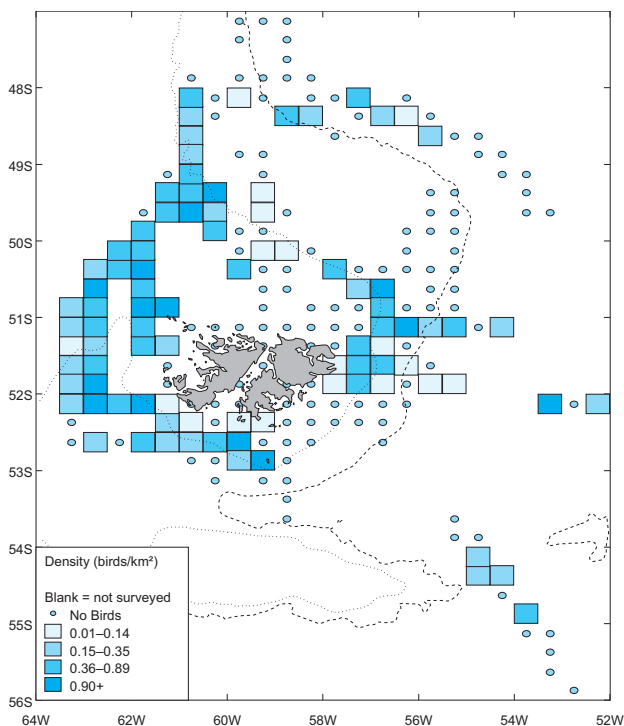 48S
49S
50S
51S
52S
53S
54S
55S
56S
Density (birds/km²)
Blank = not surveyed
No Birds
0.01–0.14
0.15–0.35
0.36–0.89
0.90+
64W 62W 60W 58W 56W 54W 52W